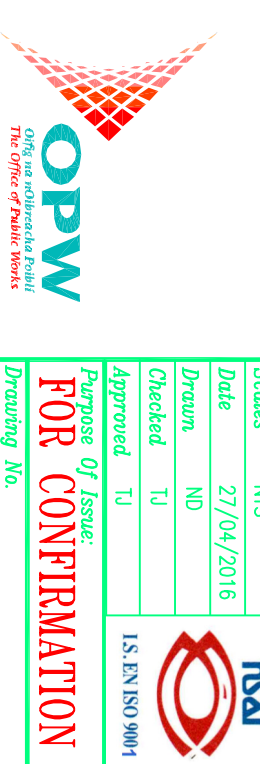 OPW
Oifig na nOibreacha Poiblí
The Office of Public Works
Date 27/04/2016
Drawn ND
Checked TJ
Approved TJ
I.S. EN ISO 9001
Purpose Of Issue:
FOR CONFIRMATION
Drawing No.